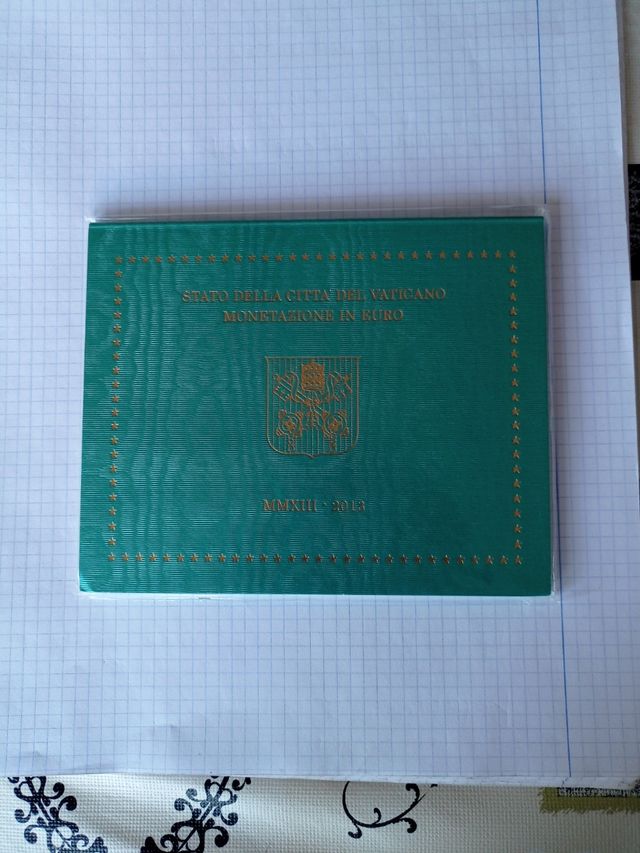 STATO DELLA CITTA' DEL VATICANO
MONETAZIONE IN EURO
MMXIII - 2013